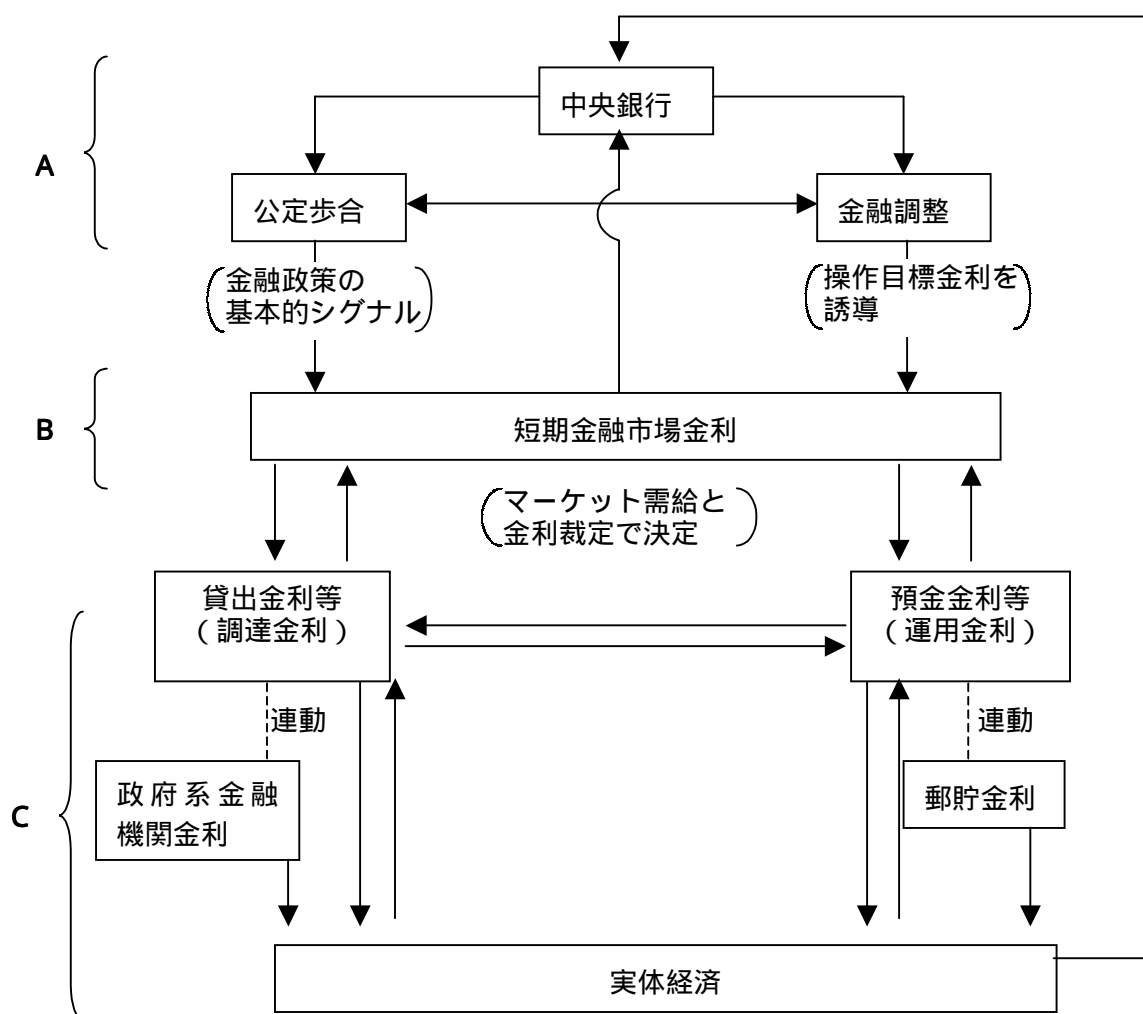 中央銀行
A
公定歩合
金融調整
(金融政策の
基本的シグナル)
(操作目標金利を
誘導)
B
短期金融市場金利
(マーケット需給と
金利裁定で決定)
貸出金利等
(調達金利)
預金金利等
(運用金利)
連動
連動
C
政府系金融
機関金利
郵貯金利
実体経済